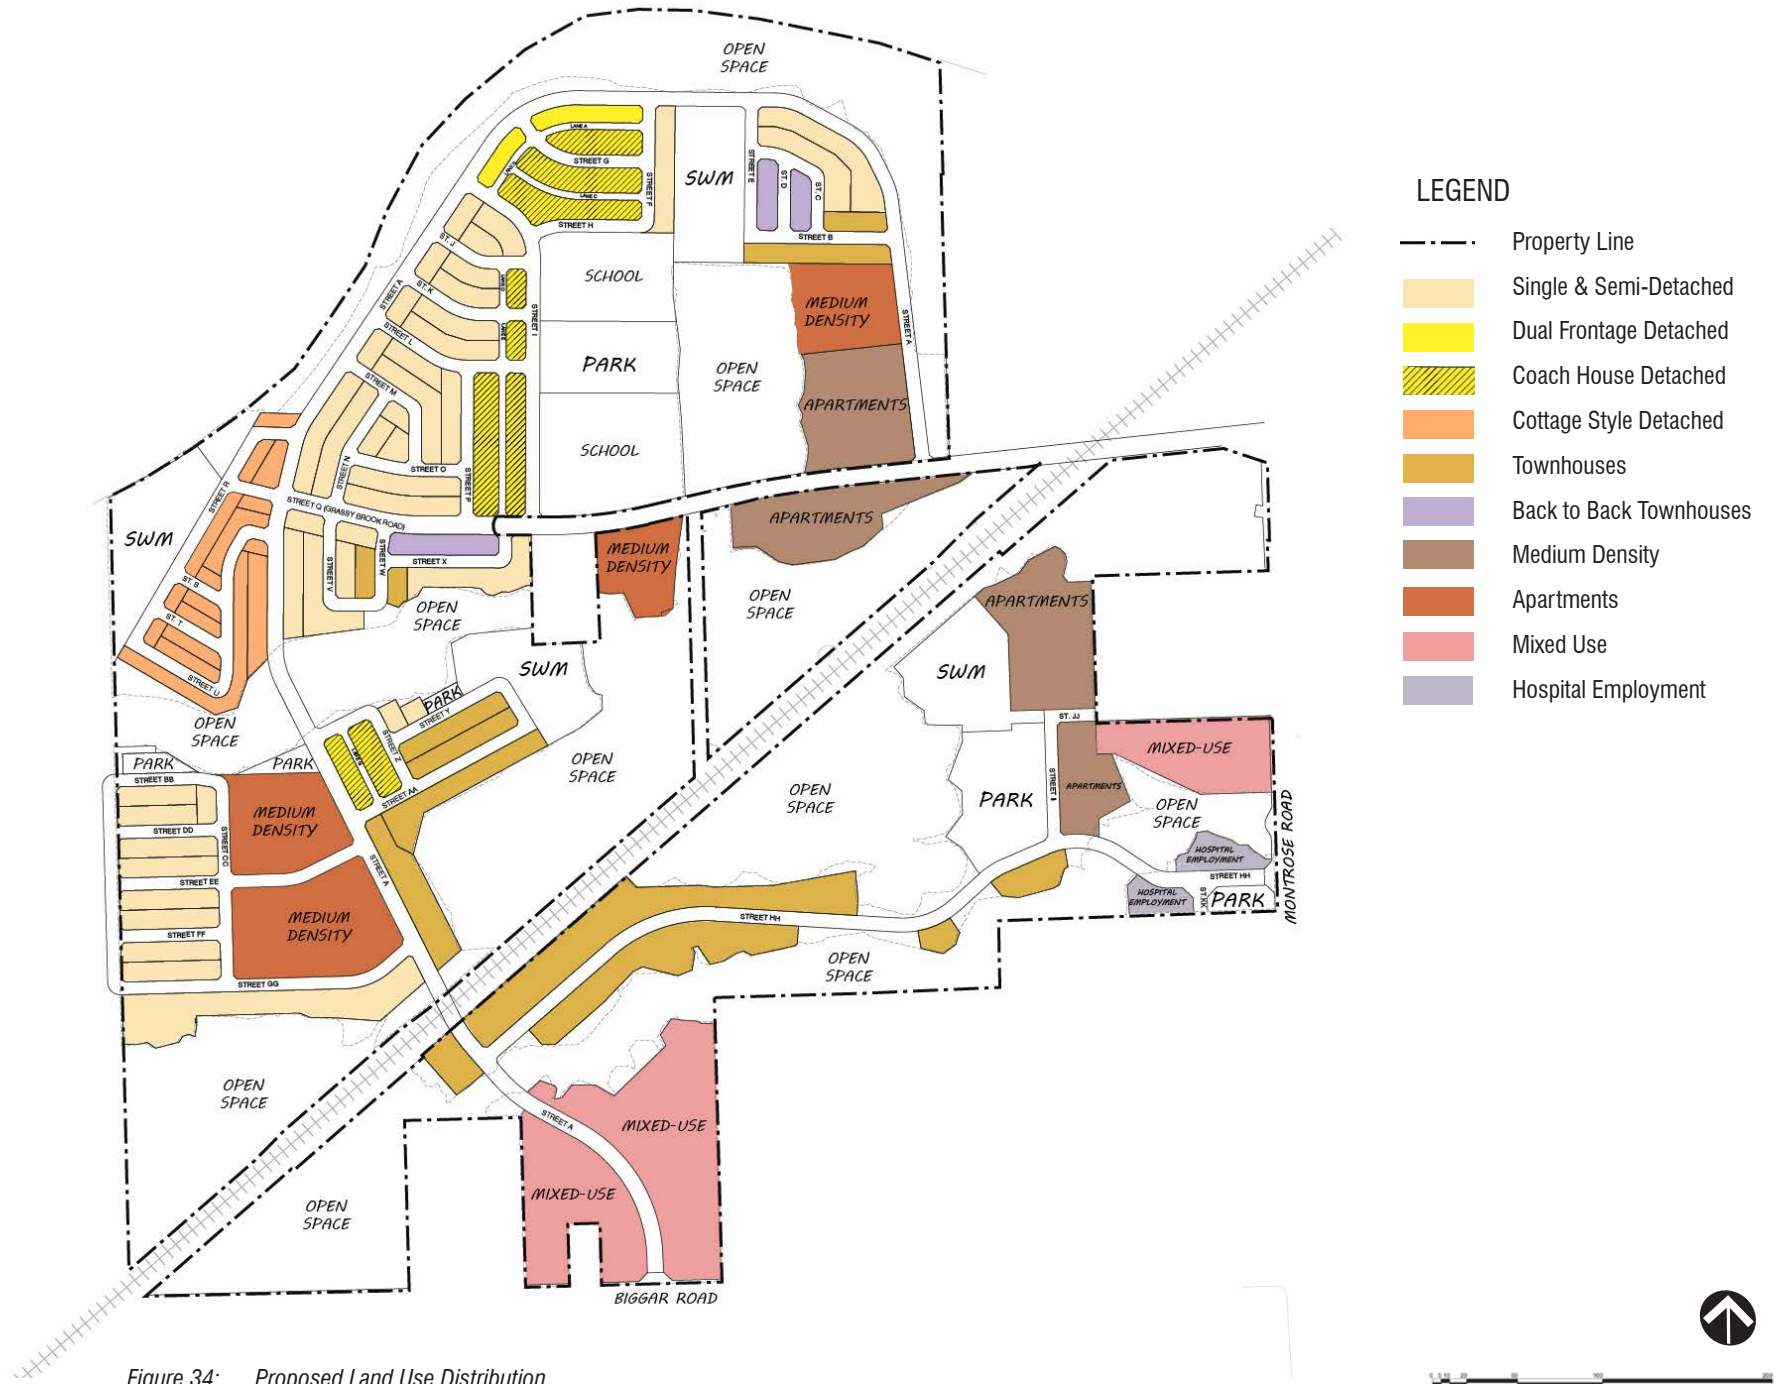 OPEN
SPACE
LANE A
STREET G
LANE C
STREET H
STREET F
SWM
STREET E
ST. D
ST. C
STREET B
ST. J
ST. K
STREET A
STREET L
STREET I
SCHOOL
PARK
SCHOOL
OPEN
SPACE
MEDIUM
DENSITY
STREET A
APARTMENTS
STREET M
STREET N
STREET O
STREET P
STREET R
STREET Q (GRASSY BROOK ROAD)
SWM
STREET V
STREET W
STREET X
ST. S
ST. T
STREET U
OPEN
SPACE
OPEN
SPACE
MEDIUM
DENSITY
APARTMENTS
OPEN
SPACE
APARTMENTS
SWM
SWM
PARK
STREET Y
STREET Z
STREET AA
OPEN
SPACE
PARK
PARK
STREET BB
STREET CC
STREET DD
STREET EE
STREET FF
STREET GG
MEDIUM
DENSITY
MEDIUM
DENSITY
STREET A
OPEN
SPACE
PARK
ST. JJ
STREET II
APARTMENTS
MIXED-USE
OPEN
SPACE
HOSPITAL
EMPLOYMENT
STREET HH
HOSPITAL
EMPLOYMENT
ST. KK
PARK
MONTROSE ROAD
STREET HH
OPEN
SPACE
OPEN
SPACE
OPEN
SPACE
STREET A
MIXED-USE
MIXED-USE
BIGGAR ROAD
LEGEND
Property Line
Single & Semi-Detached
Dual Frontage Detached
Coach House Detached
Cottage Style Detached
Townhouses
Back to Back Townhouses
Medium Density
Apartments
Mixed Use
Hospital Employment
Figure 34: Proposed Land Use Distribution